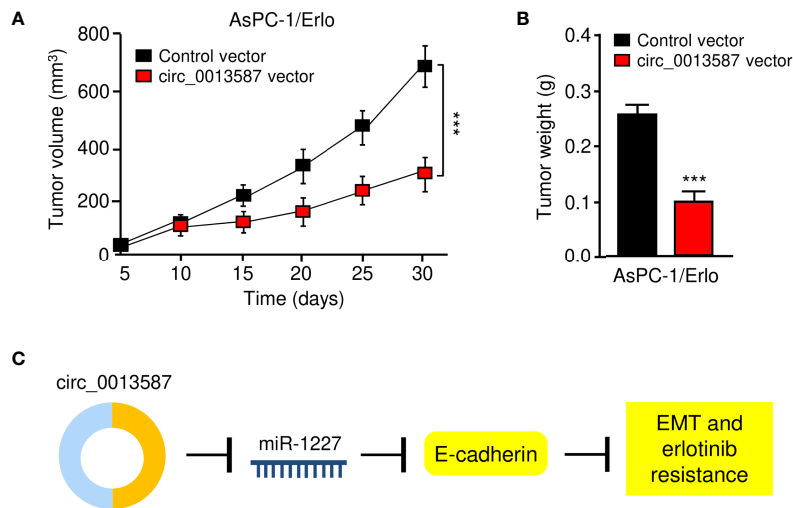 A
AsPC-1/Erlo
Control vector
circ_0013587 vector
Tumor volume (mm³)
800
600
400
200
0
***
5 10 15 20 25 30
Time (days)
B
Control vector
circ_0013587 vector
Tumor weight (g)
0.4
0.3
0.2
0.1
0.0
***
AsPC-1/Erlo
C
circ_0013587
miR-1227
E-cadherin
EMT and
erlotinib
resistance